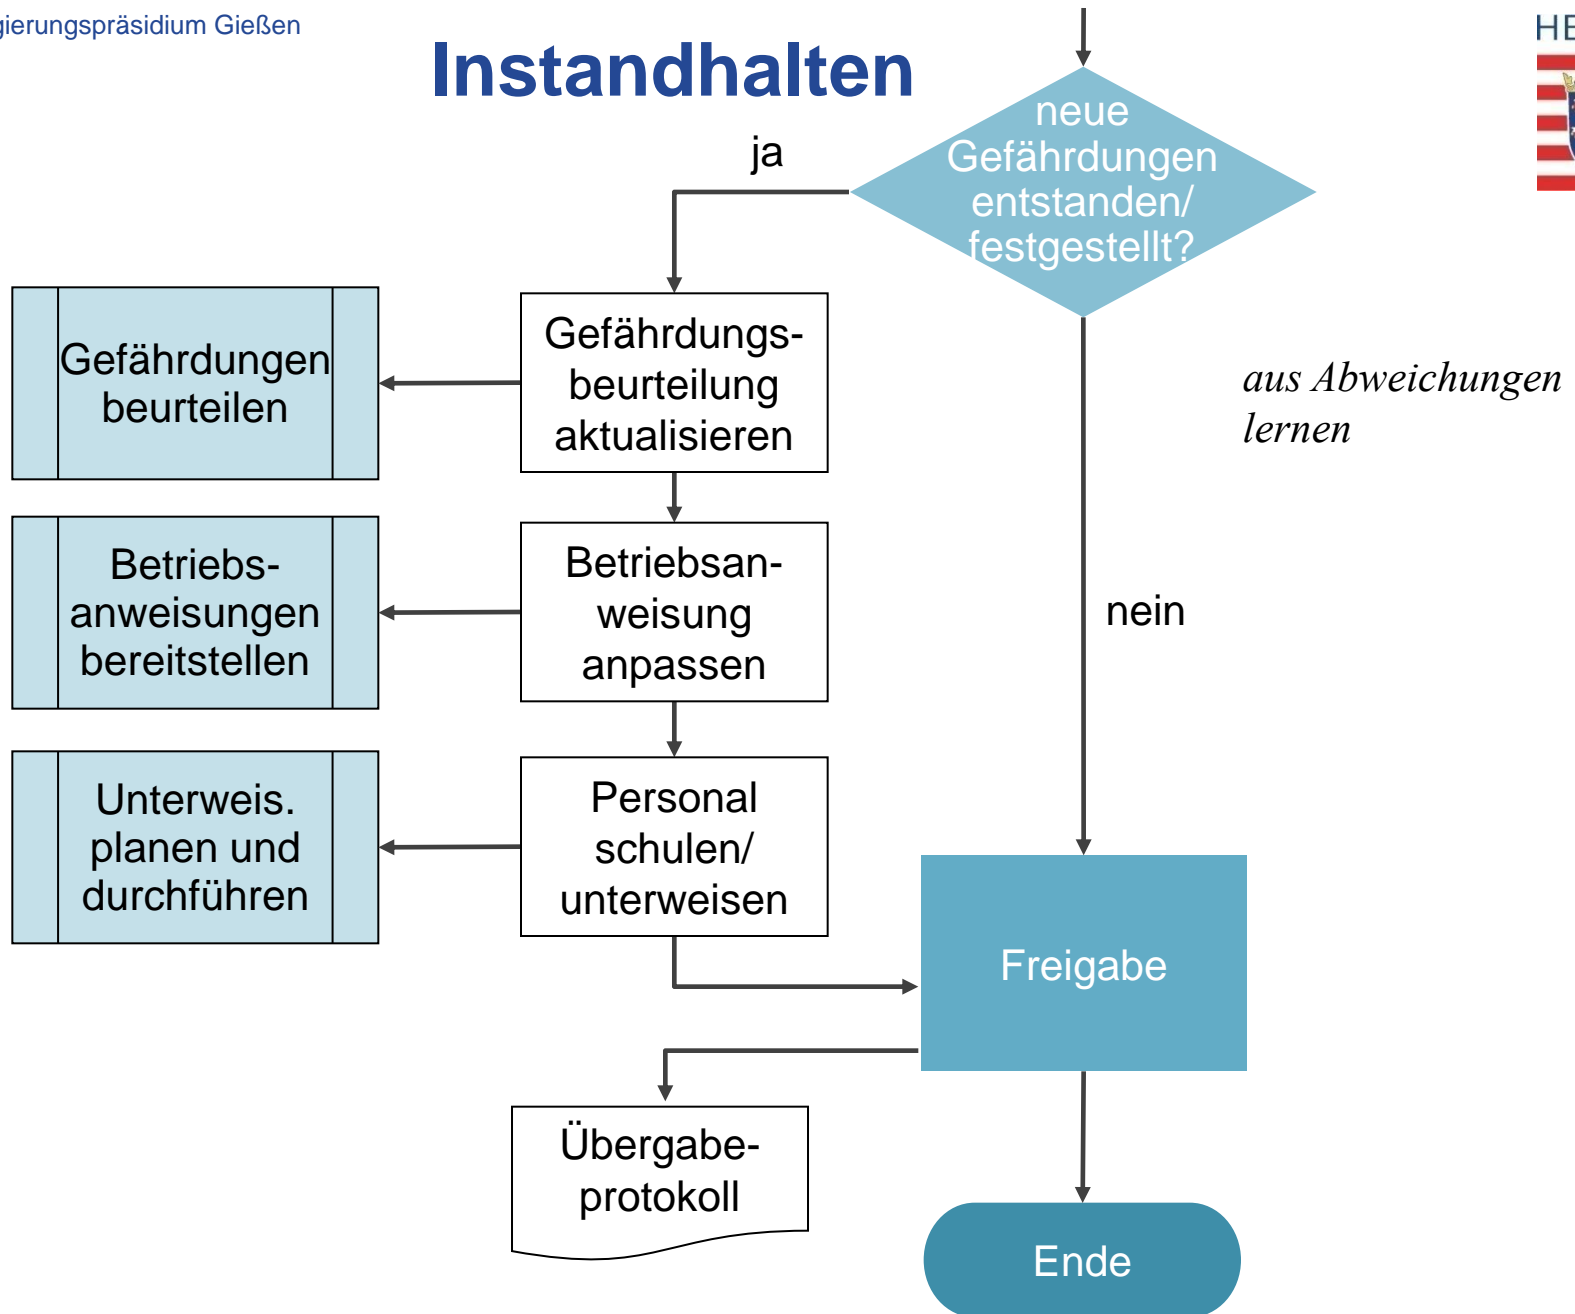 gierungspräsidium Gießen
HE
Instandhalten
neue
Gefährdungen
entstanden/
festgestellt?
ja
Gefährdungs-
beurteilung
aktualisieren
Gefährdungen
beurteilen
aus Abweichungen
lernen
Betriebsan-
weisung
anpassen
Betriebs-
anweisungen
bereitstellen
nein
Personal
schulen/
unterweisen
Unterweis.
planen und
durchführen
Freigabe
Übergabe-
protokoll
Ende